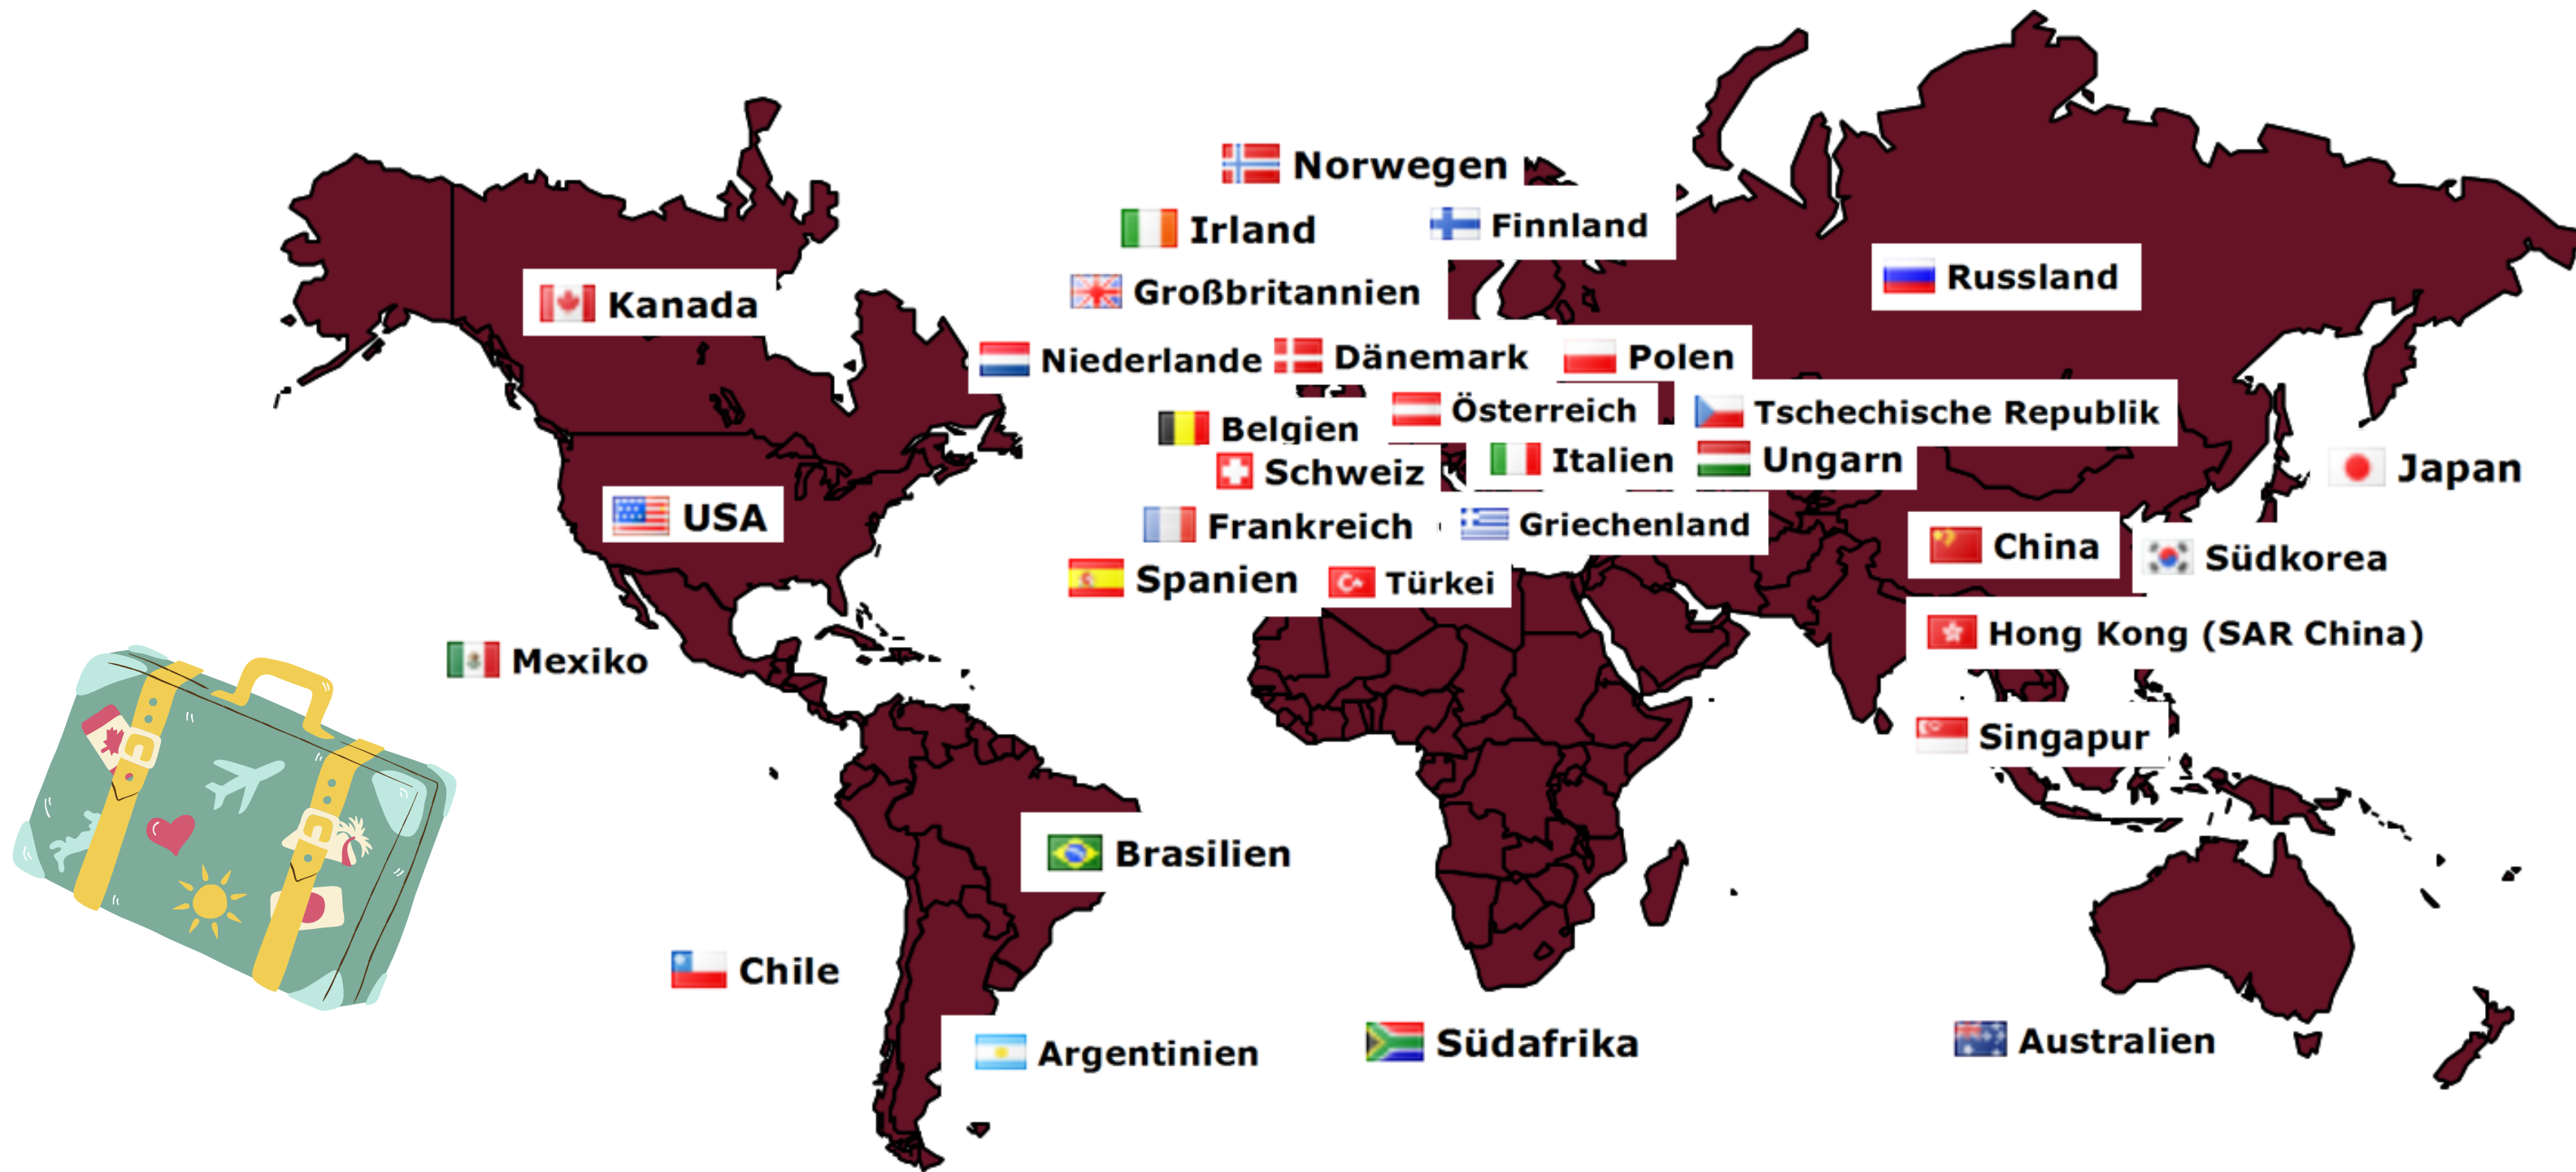 Norwegen
Irland
Finnland
Kanada
Großbritannien
Russland
Niederlande
Dänemark
Polen
Belgien
Österreich
Tschechische Republik
Schweiz
Italien
Ungarn
Japan
USA
Frankreich
Griechenland
China
Südkorea
Spanien
Türkei
Mexiko
Hong Kong (SAR China)
Singapur
Brasilien
Chile
Argentinien
Südafrika
Australien